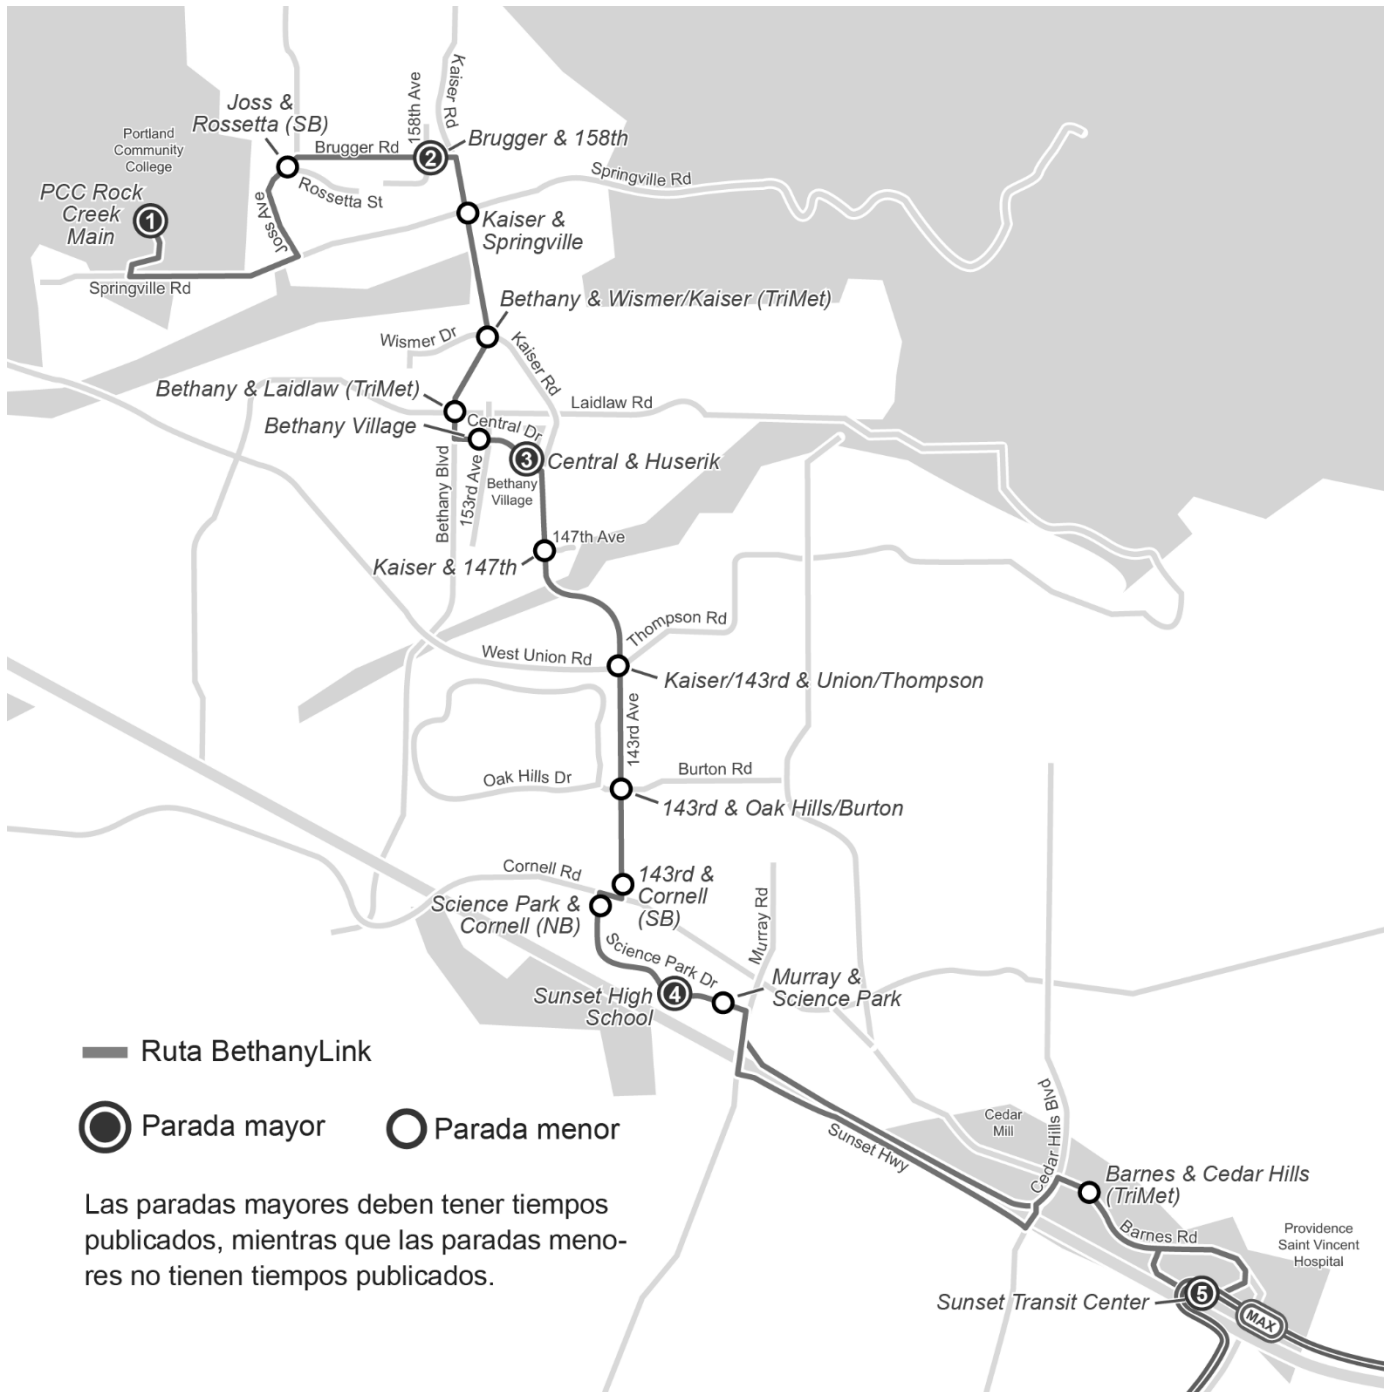 Kaiser Rd
158th Ave
Joss &
Rossetta (SB)
Brugger Rd
2
Brugger & 158th
Portland
Community
College
Springville Rd
Rossetta St
PCC Rock
Creek
Main
1
Joss Ave
Kaiser &
Springville
Springville Rd
Bethany & Wismer/Kaiser (TriMet)
Wismer Dr
Kaiser Rd
Bethany & Laidlaw (TriMet)
Laidlaw Rd
Central Dr
Bethany Village
3
Central & Huserik
Bethany Blvd
153rd Ave
Bethany
Village
147th Ave
Kaiser & 147th
Thompson Rd
West Union Rd
Kaiser/143rd & Union/Thompson
143rd Ave
Oak Hills Dr
Burton Rd
143rd & Oak Hills/Burton
Cornell Rd
143rd &
Cornell
(SB)
Science Park &
Cornell (NB)
Murray Rd
Science Park Dr
Murray &
Science Park
Sunset High
School
4
Ruta BethanyLink
Parada mayor
Parada menor
Las paradas mayores deben tener tiempos
publicados, mientras que las paradas meno-
res no tienen tiempos publicados.
Sunset Hwy
Cedar
Mill
Cedar Hills Blvd
Barnes & Cedar Hills
(TriMet)
Barnes Rd
Providence
Saint Vincent
Hospital
Sunset Transit Center
5
MAX